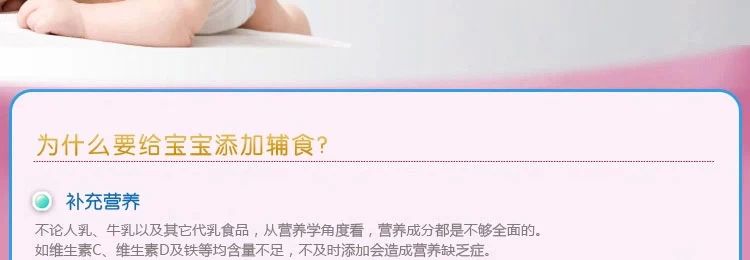 为什么要给宝宝添加辅食?
补充营养
不论人乳、牛乳以及其它代乳食品，从营养学角度看，营养成分都是不够全面的。
如维生素C、维生素D及铁等均含量不足，不及时添加会造成营养缺乏症。